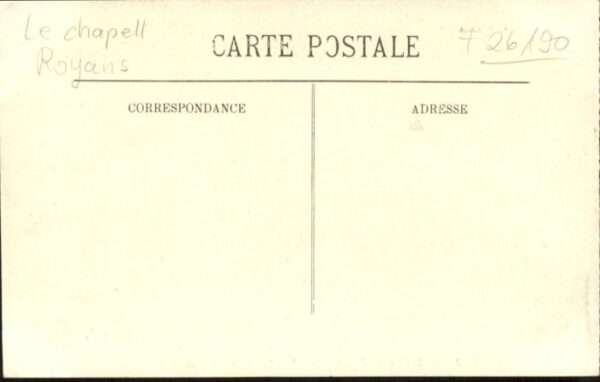 Le chapell
Royans
CARTE POSTALE
7 26/90
CORRESPONDANCE
ADRESSE